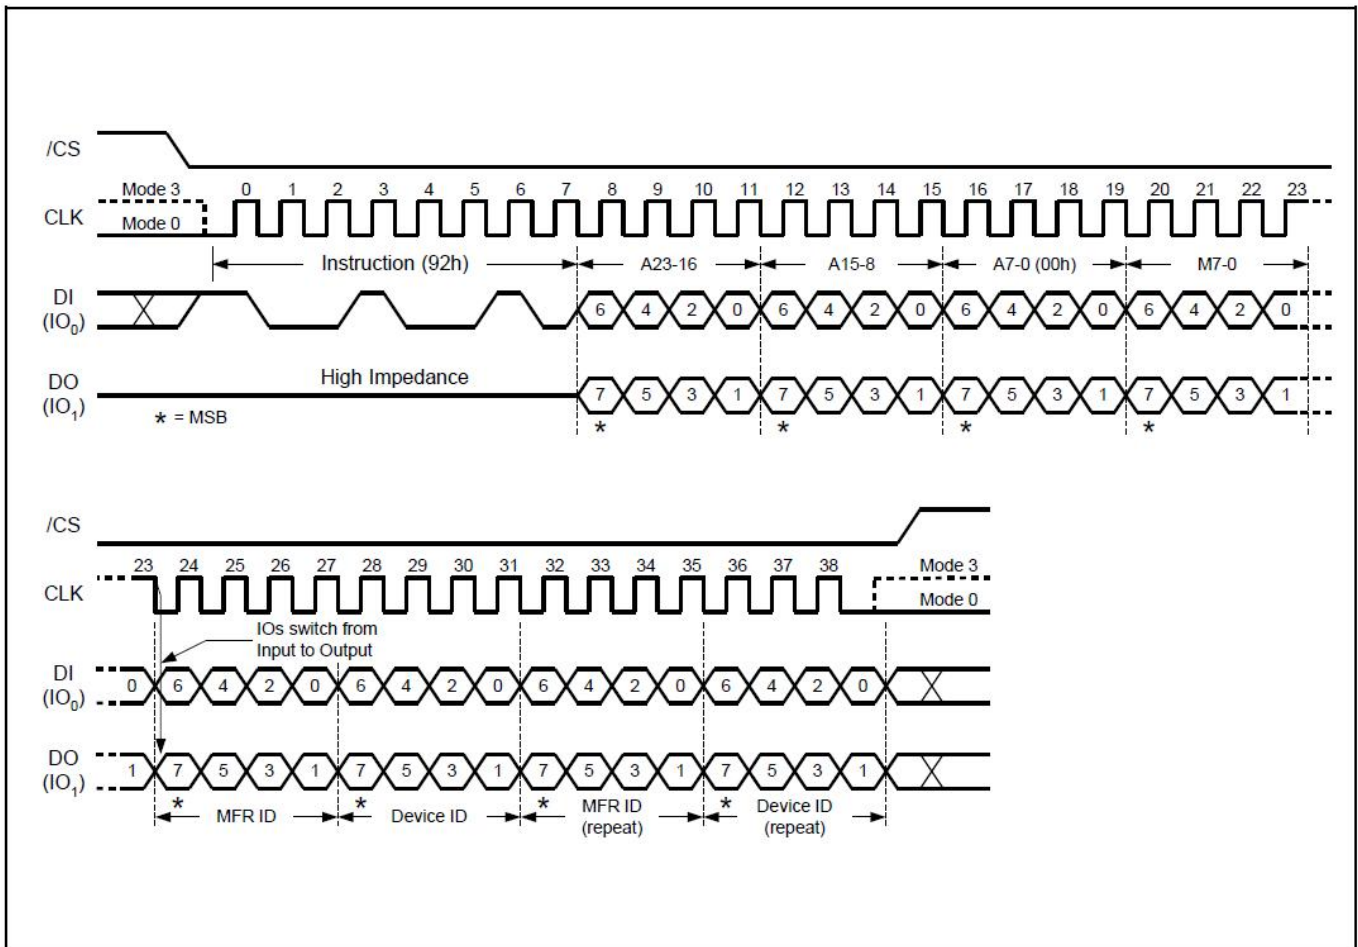 /CS
Mode 3 0 1 2 3 4 5 6 7 8 9 10 11 12 13 14 15 16 17 18 19 20 21 22 23
CLK
Mode 0
Instruction (92h) A23-16 A15-8 A7-0 (00h) M7-0
DI
(IO0) 6 4 2 0 6 4 2 0 6 4 2 0 6 4 2 0
High Impedance
DO
(IO1) 7 5 3 1 7 5 3 1 7 5 3 1 7 5 3 1
* = MSB * * * *
/CS
23 24 25 26 27 28 29 30 31 32 33 34 35 36 37 38 Mode 3
CLK
Mode 0
IOs switch from
Input to Output
DI
(IO0) 0 6 4 2 0 6 4 2 0 6 4 2 0 6 4 2 0
DO
(IO1) 1 7 5 3 1 7 5 3 1 7 5 3 1 7 5 3 1
* * * *
MFR ID Device ID MFR ID
(repeat) Device ID
(repeat)